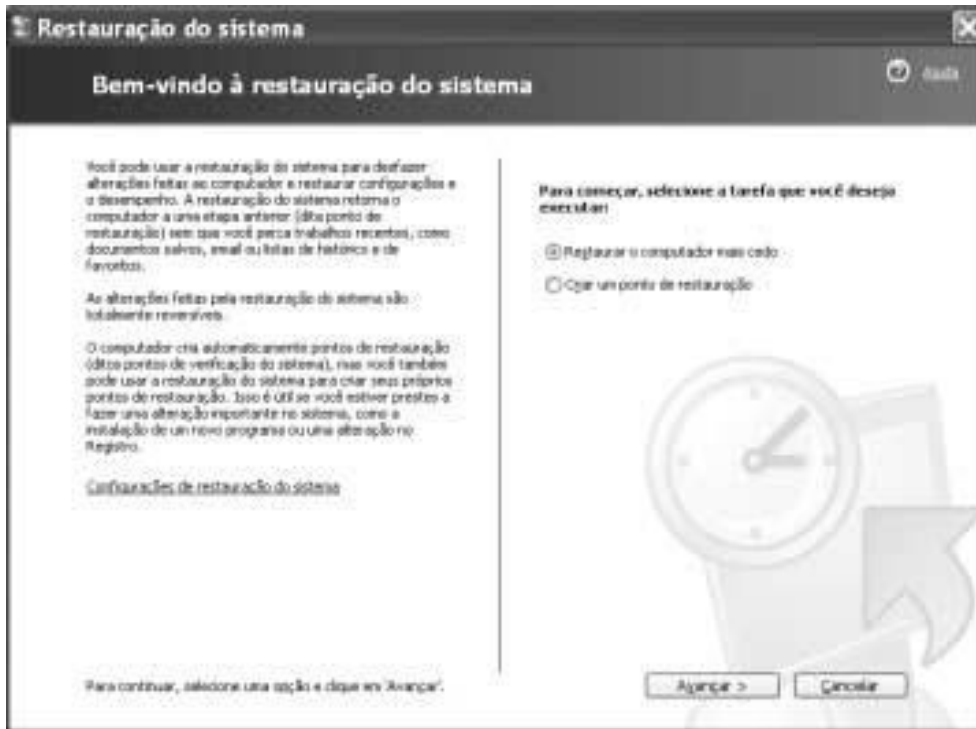 Restauração do sistema
Bem-vindo à restauração do sistema
Ajuda
Você pode usar a restauração do sistema para desfazer
alterações feitas ao computador e restaurar configurações e
o desempenho. A restauração do sistema retorna o
computador a uma etapa anterior (dita ponto de
restauração) sem que você perca trabalhos recentes, como
documentos salvos, email ou listas de histórico e de
favoritos.
As alterações feitas pela restauração do sistema são
totalmente reversíveis.
O computador cria automaticamente pontos de restauração
(ditos pontos de verificação do sistema), mas você também
pode usar a restauração do sistema para criar seus próprios
pontos de restauração. Isso é útil se você estiver prestes a
fazer uma alteração importante no sistema, como a
instalação de um novo programa ou uma alteração no
Registro.
Configurações de restauração do sistema
Para continuar, selecione uma opção e clique em 'Avançar'.
Para começar, selecione a tarefa que você deseja
executar:
Restaurar o computador mais cedo
Criar um ponto de restauração
Avançar >
Cancelar